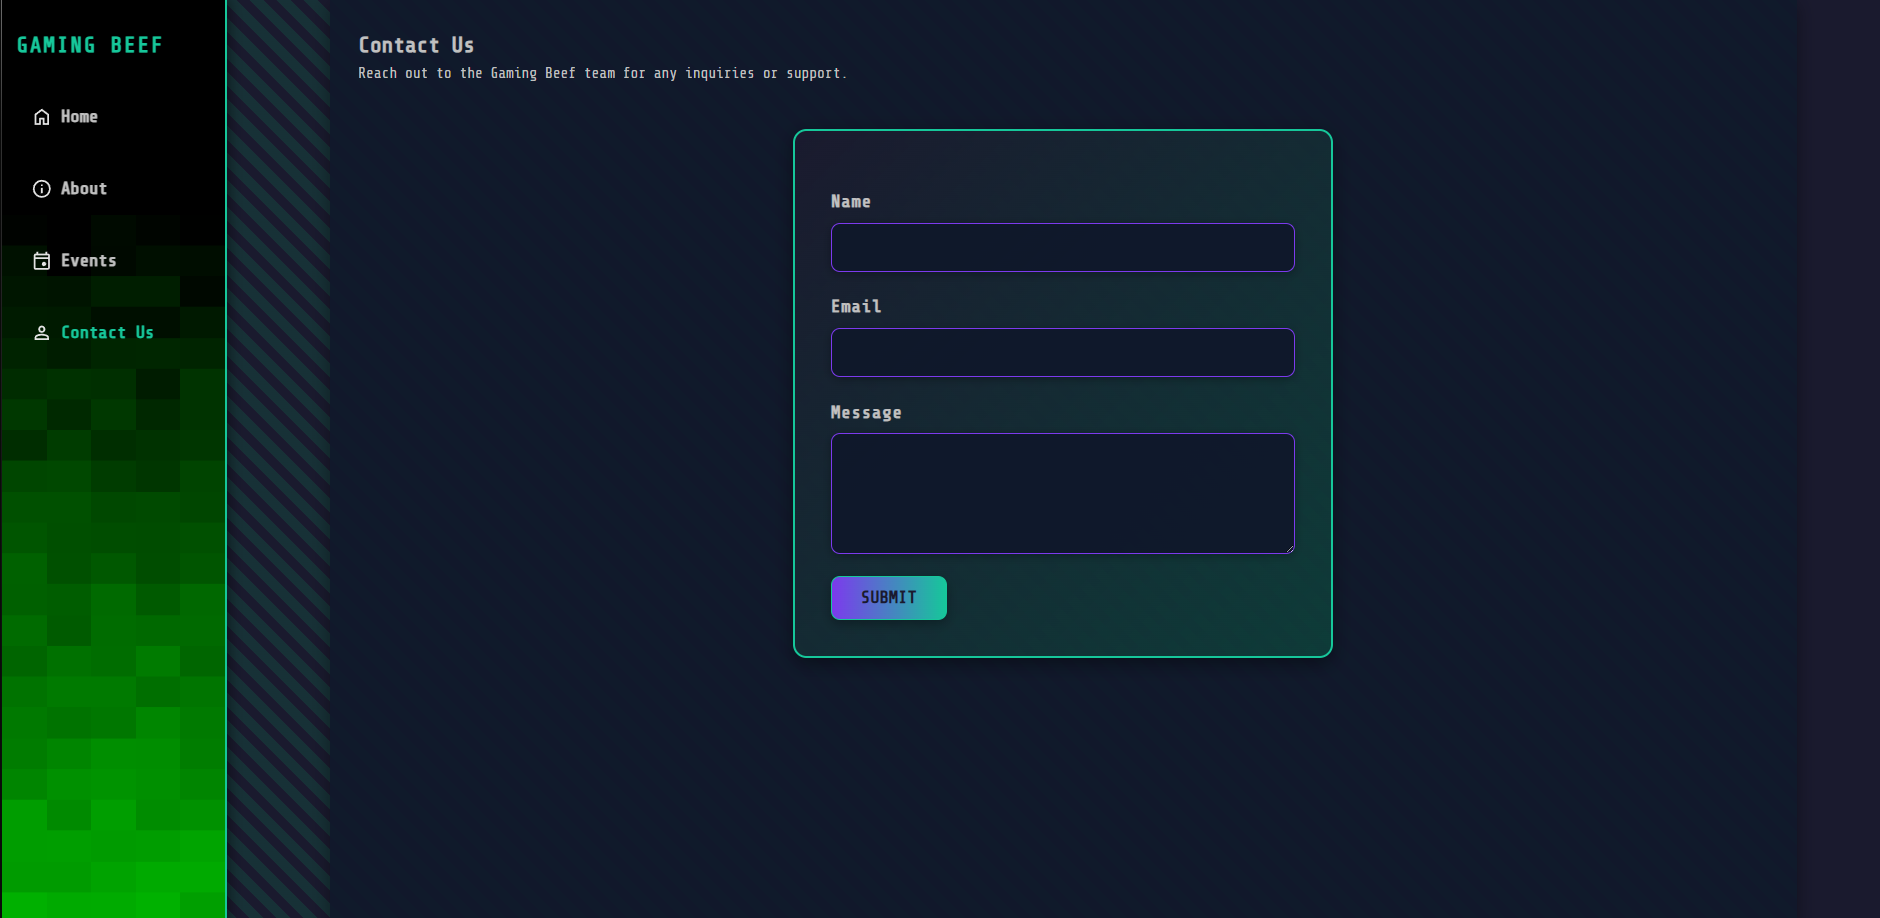 GAMING BEEF
Home
About
Events
Contact Us
Contact Us
Reach out to the Gaming Beef team for any inquiries or support.
Name
Email
Message
SUBMIT